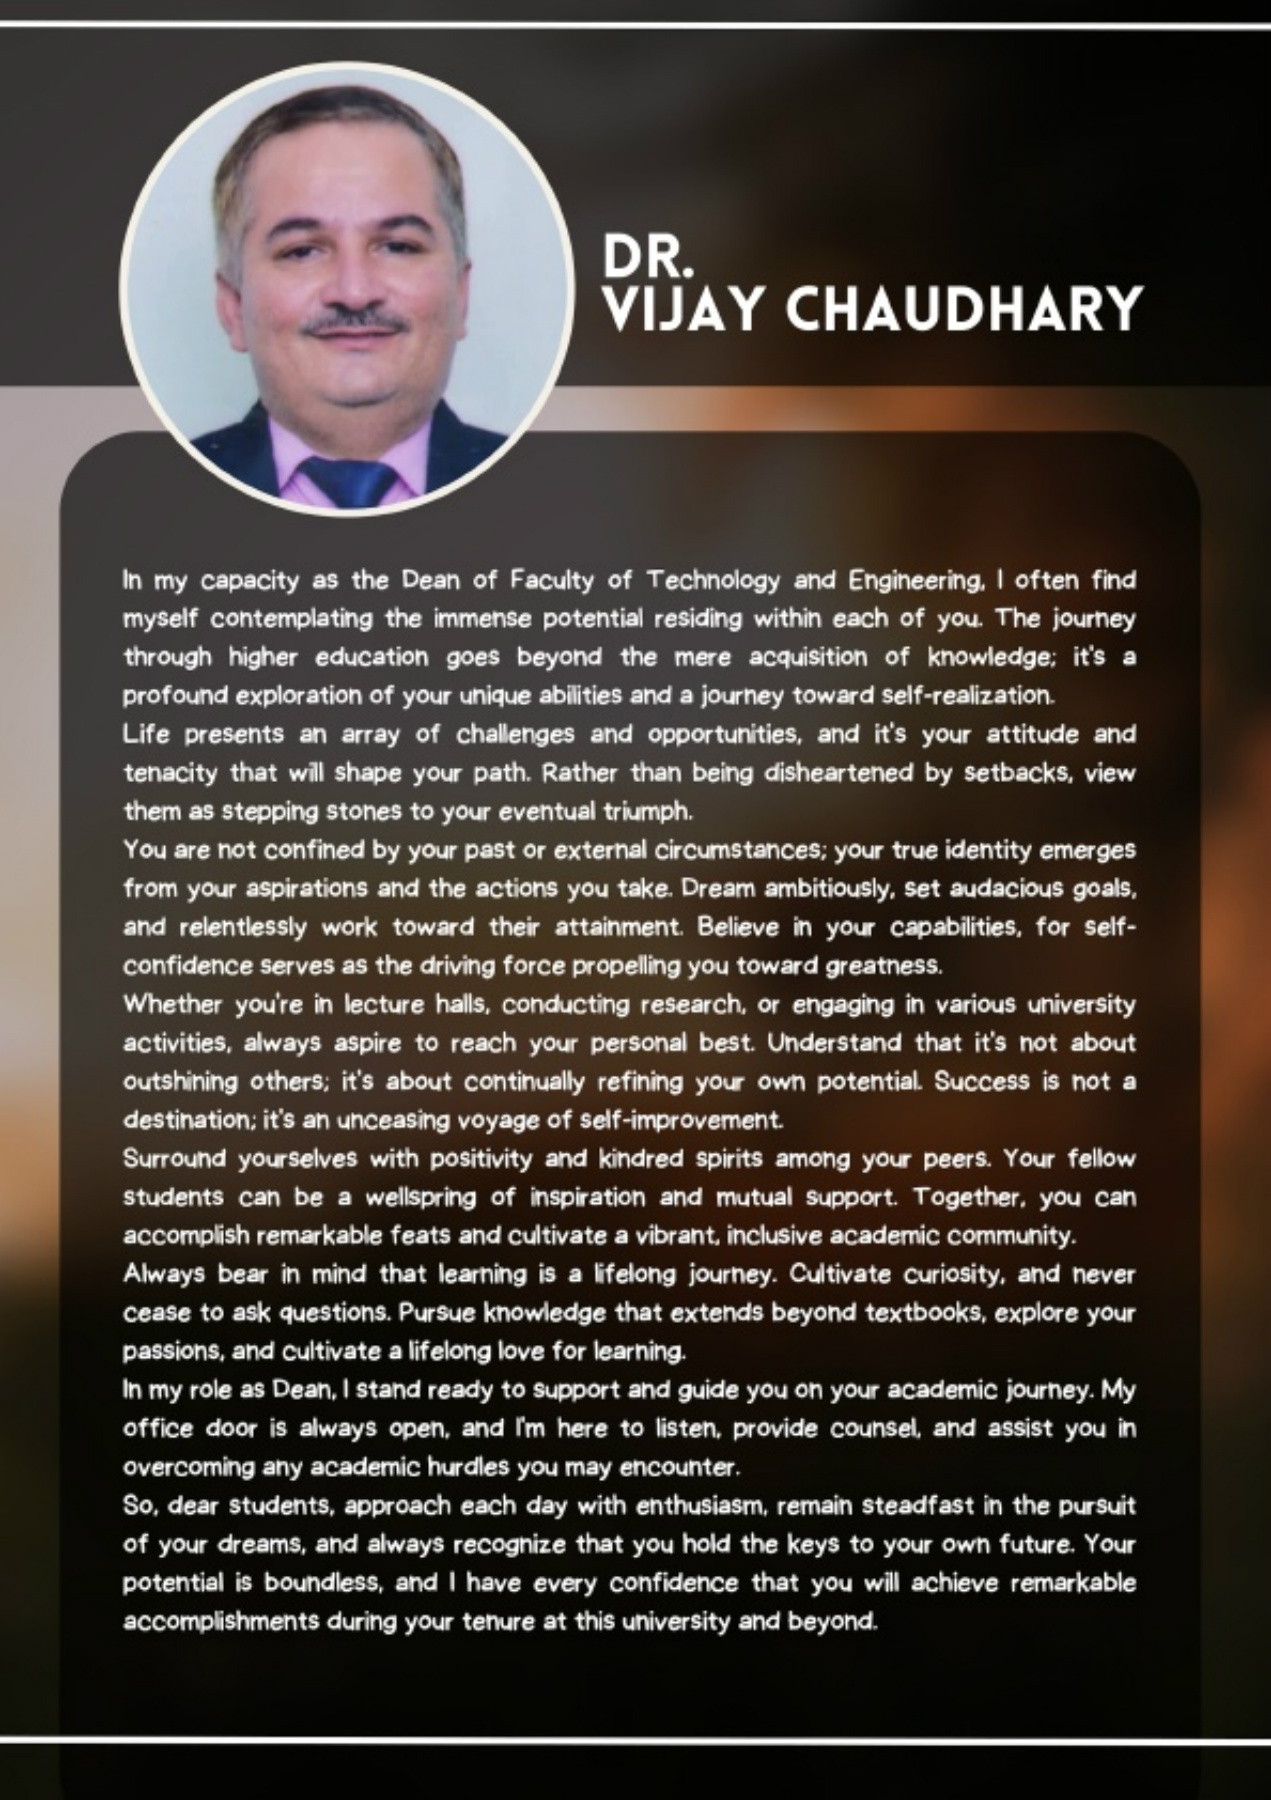 DR.
VIJAY CHAUDHARY
In my capacity as the Dean of Faculty of Technology and Engineering, I often find
myself contemplating the immense potential residing within each of you. The journey
through higher education goes beyond the mere acquisition of knowledge; it's a
profound exploration of your unique abilities and a journey toward self-realization.
Life presents an array of challenges and opportunities, and it's your attitude and
tenacity that will shape your path. Rather than being disheartened by setbacks, view
them as stepping stones to your eventual triumph.
You are not confined by your past or external circumstances; your true identity emerges
from your aspirations and the actions you take. Dream ambitiously, set audacious goals,
and relentlessly work toward their attainment. Believe in your capabilities, for self-
confidence serves as the driving force propelling you toward greatness.
Whether you're in lecture halls, conducting research, or engaging in various university
activities, always aspire to reach your personal best. Understand that it's not about
outshining others; it's about continually refining your own potential. Success is not a
destination; it's an unceasing voyage of self-improvement.
Surround yourselves with positivity and kindred spirits among your peers. Your fellow
students can be a wellspring of inspiration and mutual support. Together, you can
accomplish remarkable feats and cultivate a vibrant, inclusive academic community.
Always bear in mind that learning is a lifelong journey. Cultivate curiosity, and never
cease to ask questions. Pursue knowledge that extends beyond textbooks, explore your
passions, and cultivate a lifelong love for learning.
In my role as Dean, I stand ready to support and guide you on your academic journey. My
office door is always open, and I'm here to listen, provide counsel, and assist you in
overcoming any academic hurdles you may encounter.
So, dear students, approach each day with enthusiasm, remain steadfast in the pursuit
of your dreams, and always recognize that you hold the keys to your own future. Your
potential is boundless, and I have every confidence that you will achieve remarkable
accomplishments during your tenure at this university and beyond.